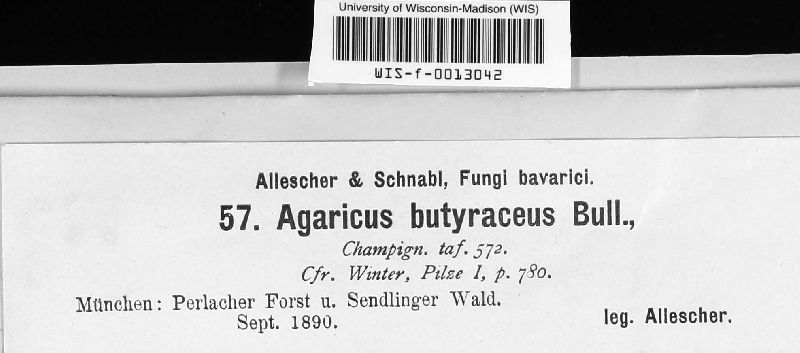 University of Wisconsin-Madison (WIS)
WIS-f-0013042
Allescher & Schnabl, Fungi bavarici.
57. Agaricus butyraceus Bull.,
Champign. taf. 572.
Cfr. Winter, Pilze I, p. 780.
München: Perlacher Forst u. Sendlinger Wald.
Sept. 1890.
leg. Allescher.